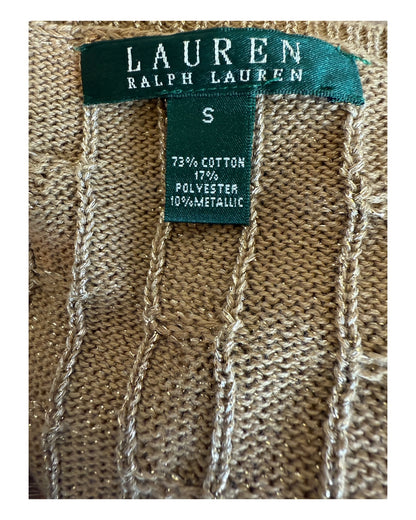 LAUREN
RALPH LAUREN
S
73% COTTON
17%
POLYESTER
10%METALLIC